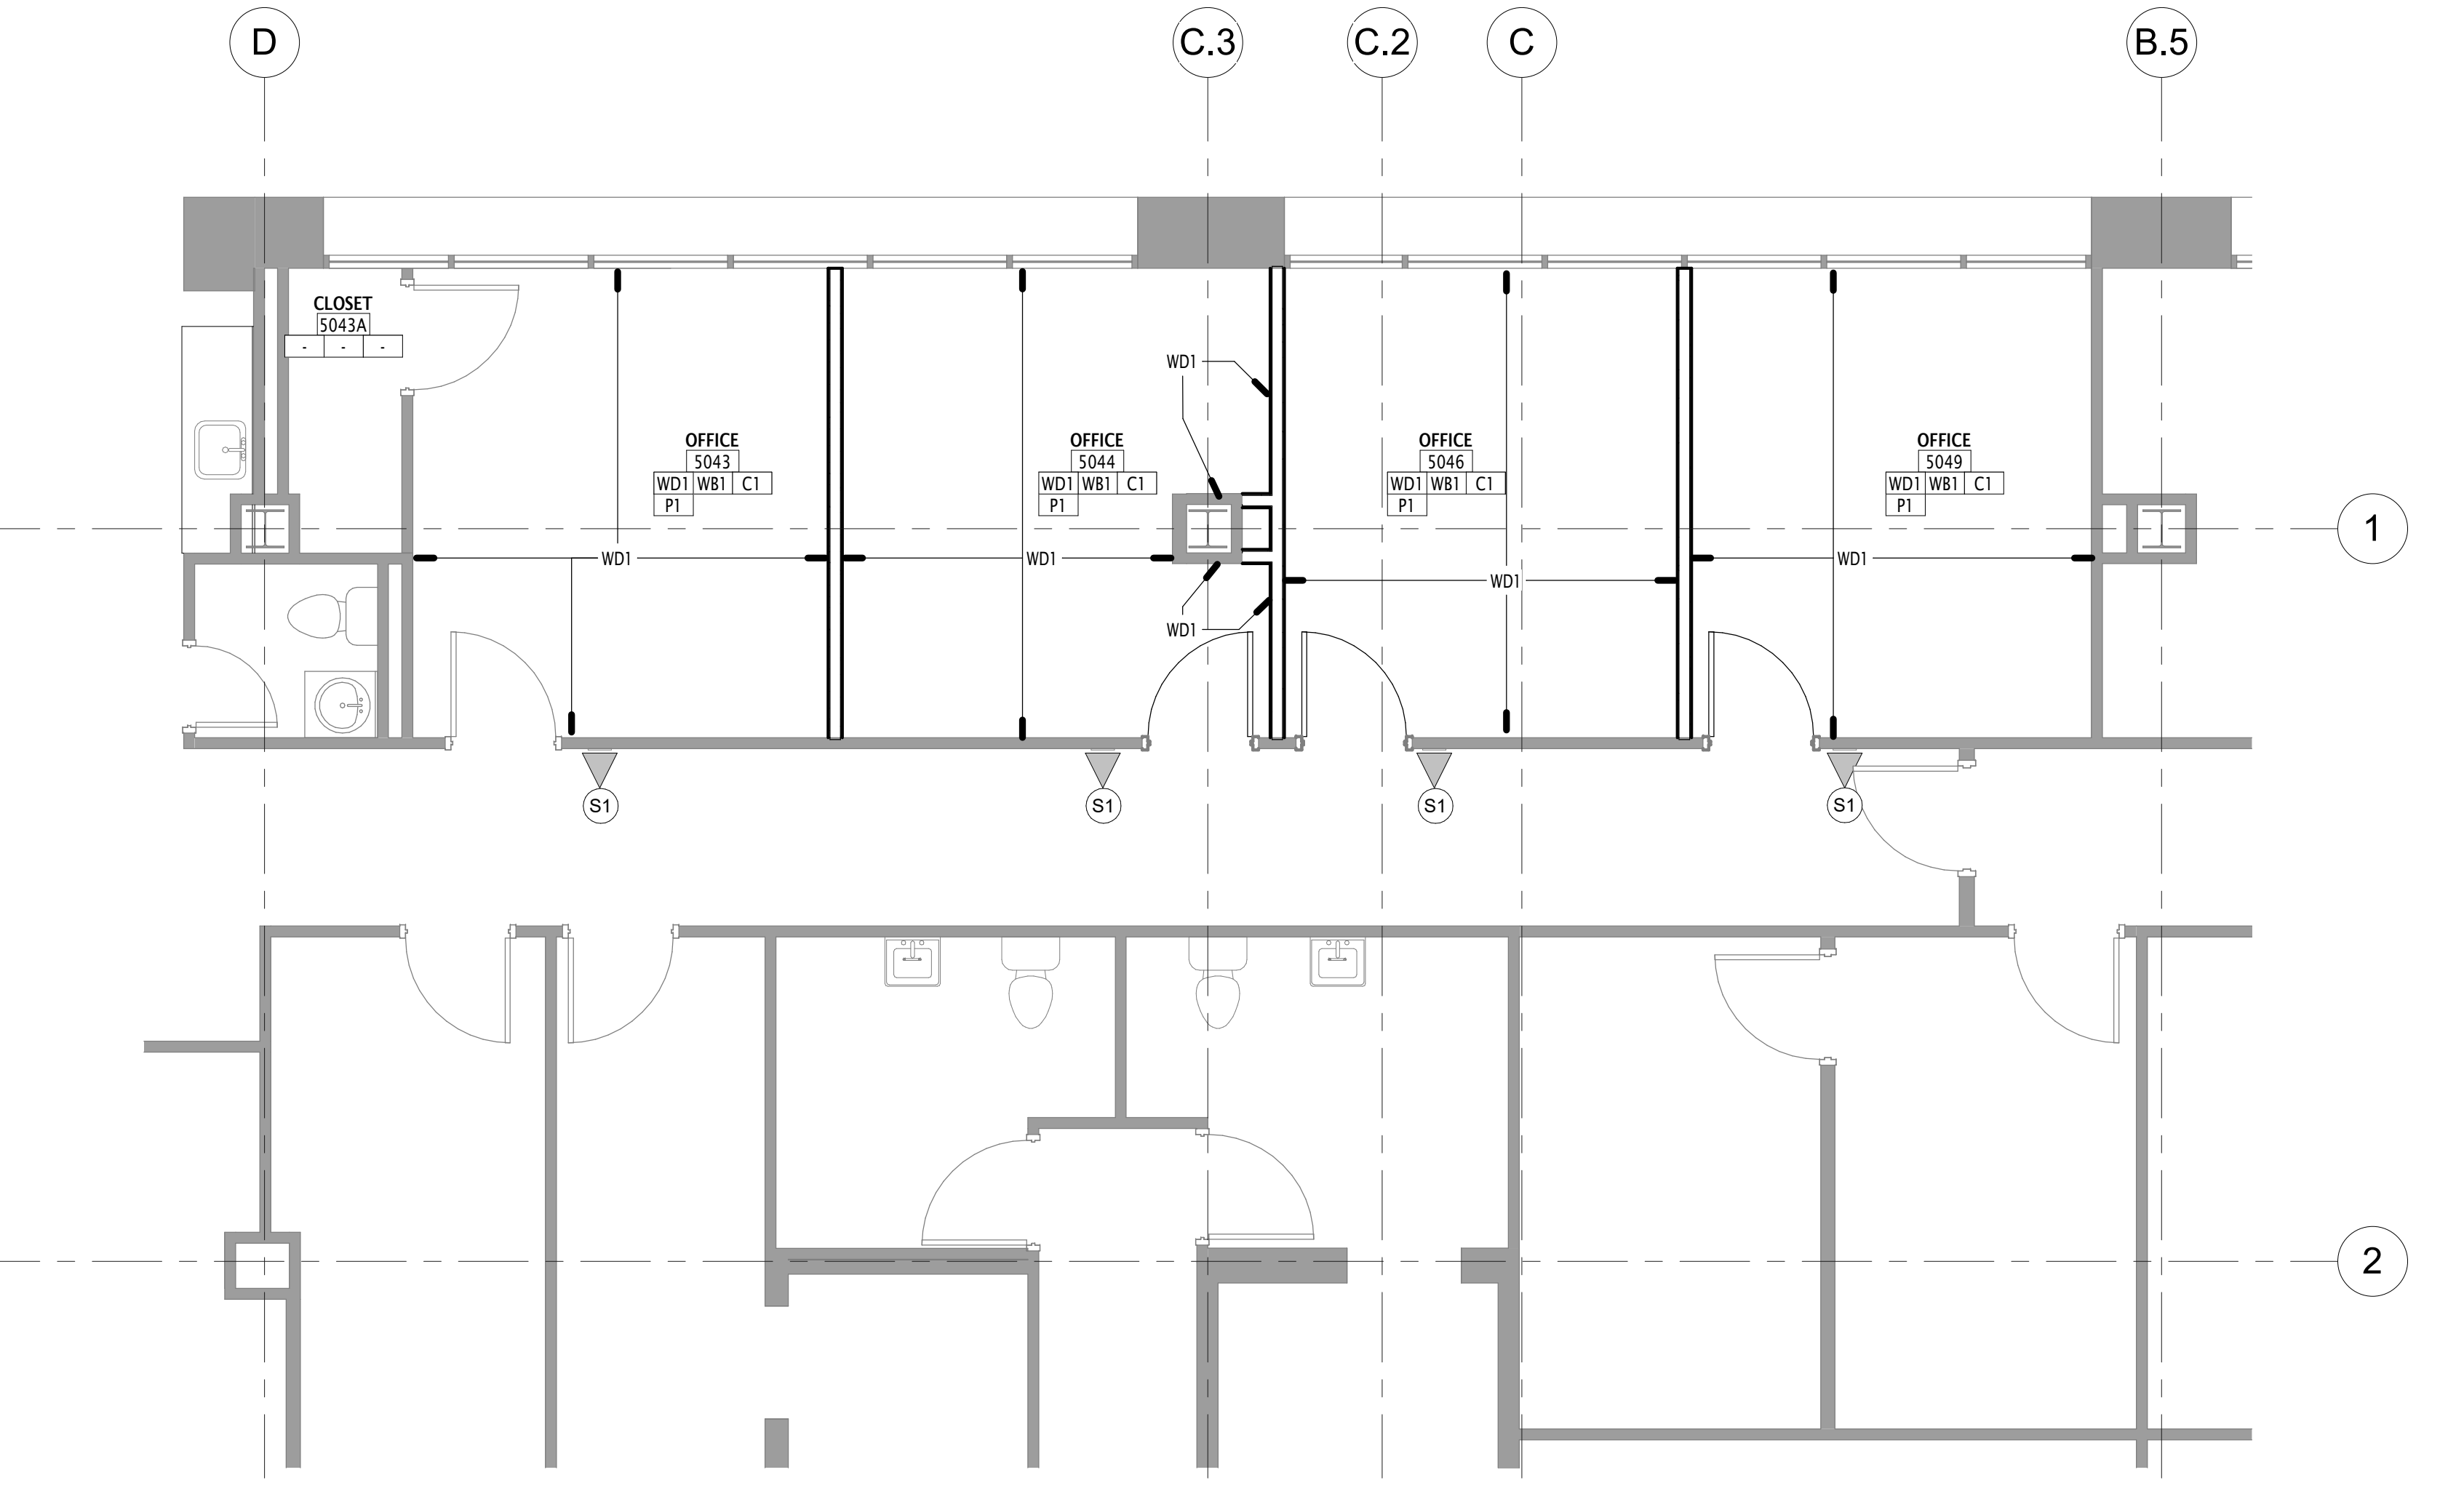 D C.3 C.2 C B.5
CLOSET
5043A
- - -
WD1
OFFICE
5043
WD1 WB1 C1
P1
OFFICE
5044
WD1 WB1 C1
P1
OFFICE
5046
WD1 WB1 C1
P1
OFFICE
5049
WD1 WB1 C1
P1
1
WD1 WD1 WD1 WD1
WD1
S1 S1 S1 S1
2